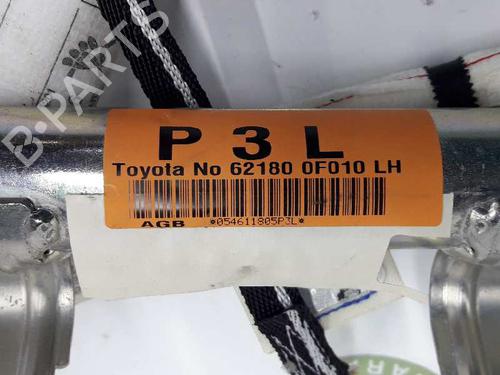 B-PARTS
P 3 L
Toyota No 62180 0F010 LH
AGB *054611805P3L*